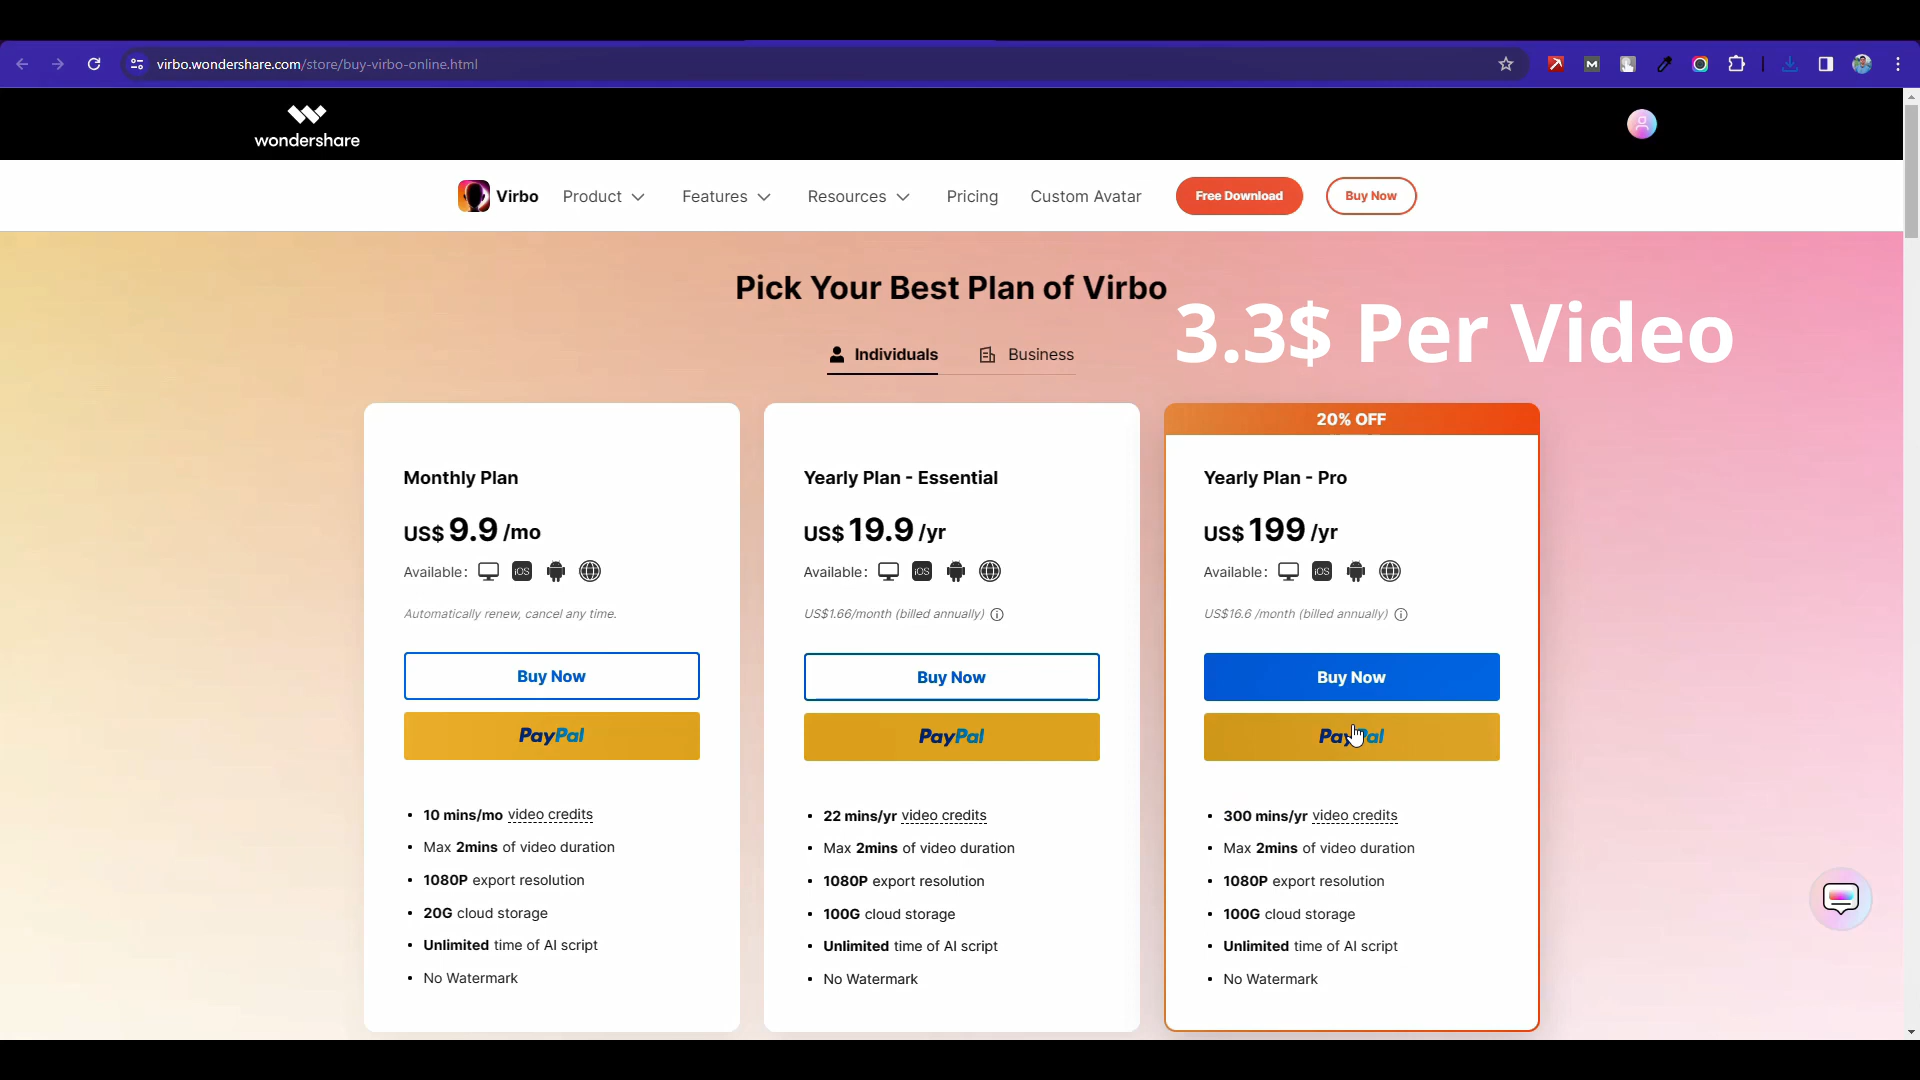 virbo.wondershare.com/store/buy-virbo-online.html
wondershare
Virbo
Product
Features
Resources
Pricing
Custom Avatar
Free Download
Buy Now
Pick Your Best Plan of Virbo
3.3$ Per Video
Individuals
Business
Monthly Plan
US$ 9.9 /mo
Available:
iOS
Automatically renew, cancel any time.
Buy Now
PayPal
10 mins/mo video credits
Max 2mins of video duration
1080P export resolution
20G cloud storage
Unlimited time of AI script
No Watermark
Yearly Plan - Essential
US$ 19.9 /yr
Available:
iOS
US$1.66/month (billed annually)
Buy Now
PayPal
22 mins/yr video credits
Max 2mins of video duration
1080P export resolution
100G cloud storage
Unlimited time of AI script
No Watermark
20% OFF
Yearly Plan - Pro
US$ 199 /yr
Available:
iOS
US$16.6 /month (billed annually)
Buy Now
PayPal
300 mins/yr video credits
Max 2mins of video duration
1080P export resolution
100G cloud storage
Unlimited time of AI script
No Watermark